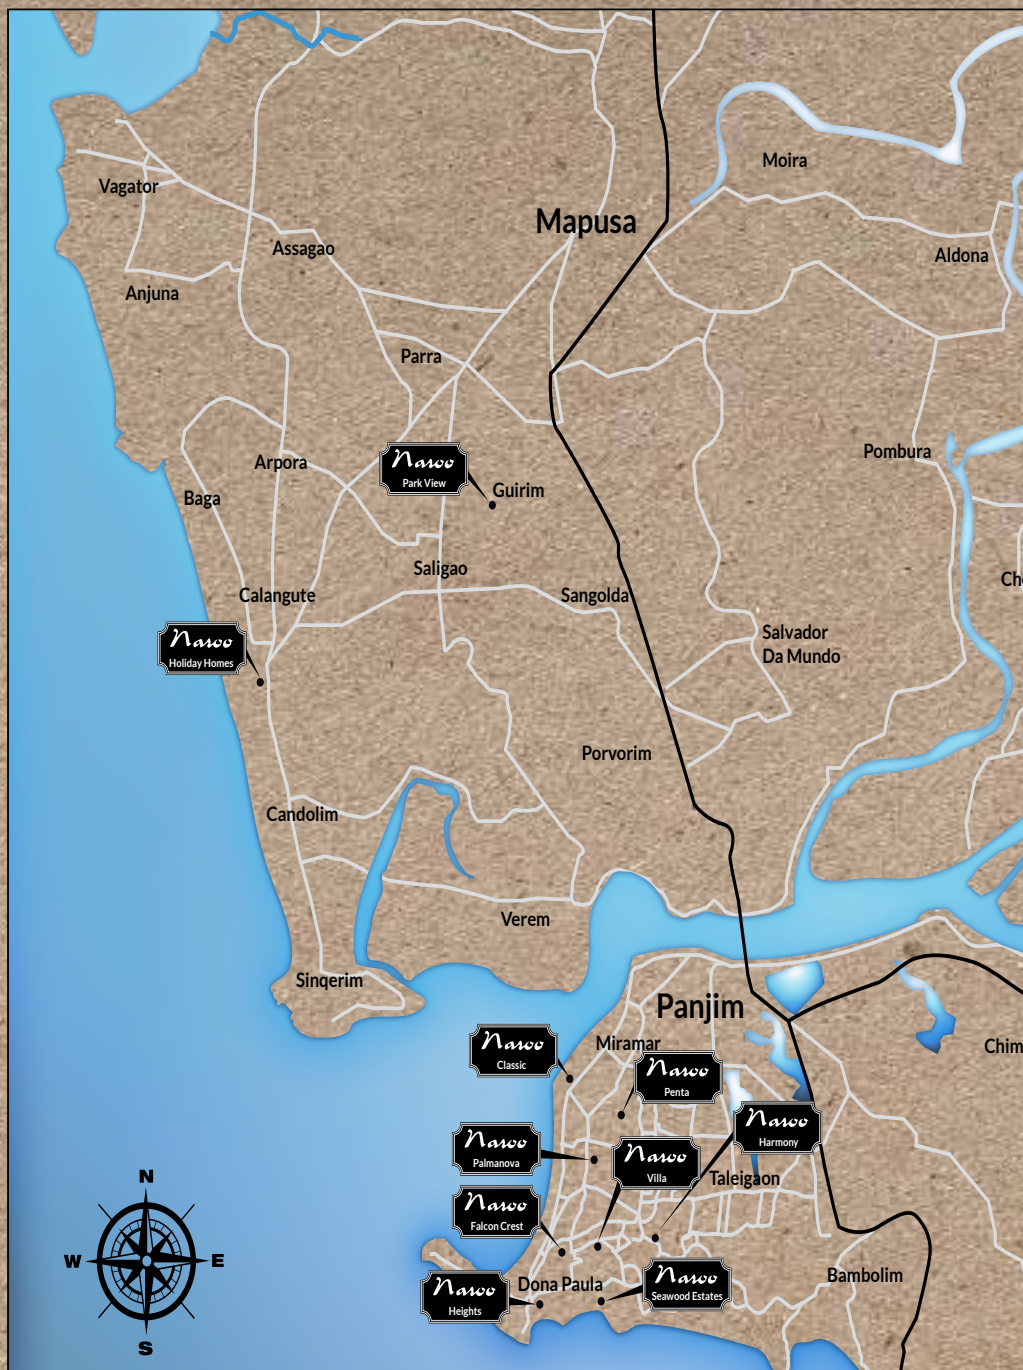 Moira
Vagator
Mapusa
Assagao
Aldona
Anjuna
Parra
Pombura
Arpora
Naroo
Park View
Guirim
Baga
Saligao
Calangute
Sangolda
Salvador
Da Mundo
Naroo
Holiday Homes
Porvorim
Candolim
Verem
Sinqerim
Panjim
Miramar
Chim
Naroo
Classic
Naroo
Penta
Naroo
Harmony
Naroo
Palmanova
Naroo
Villa
Taleigaon
Naroo
Falcon Crest
Dona Paula
Naroo
Heights
Naroo
Seawood Estates
Bambolim
N
W
E
S